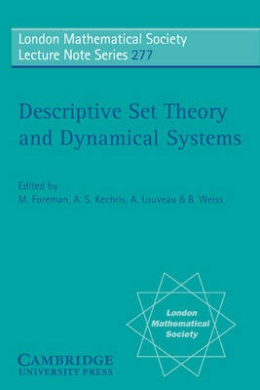 London Mathematical Society
Lecture Note Series 277
Descriptive Set Theory
and Dynamical Systems
Edited by
M. Foreman, A. S. Kechris, A. Louveau & B. Weiss
London
Mathematical
Society
CAMBRIDGE
UNIVERSITY PRESS